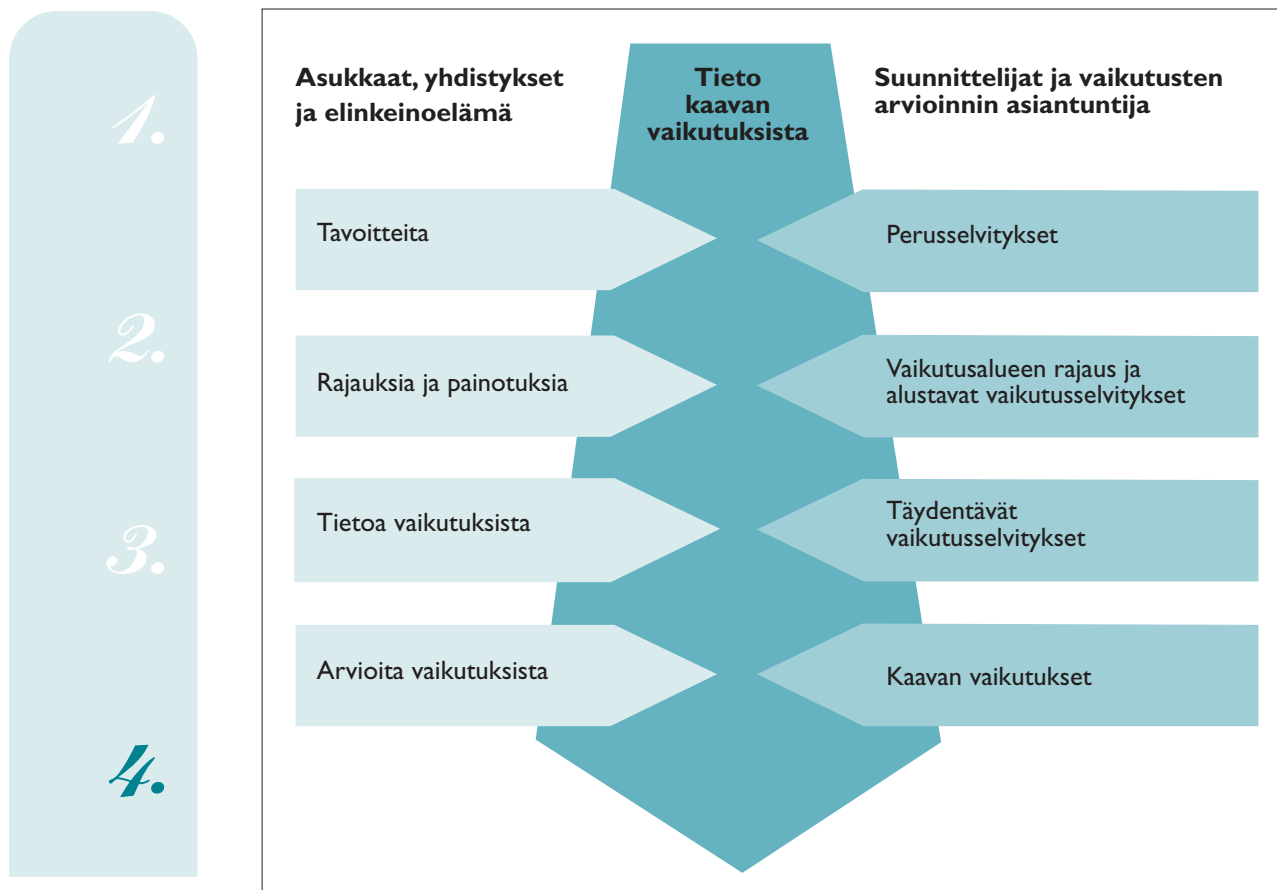 1.
2.
3.
4.
Asukkaat, yhdistykset
ja elinkeinoelämä
Tieto
kaavan
vaikutuksista
Suunnittelijat ja vaikutusten
arvioinnin asiantuntija
Tavoitteita
Perusselvitykset
Rajauksia ja painotuksia
Vaikutusalueen rajaus ja
alustavat vaikutusselvitykset
Tietoa vaikutuksista
Täydentävät
vaikutusselvitykset
Arvioita vaikutuksista
Kaavan vaikutukset